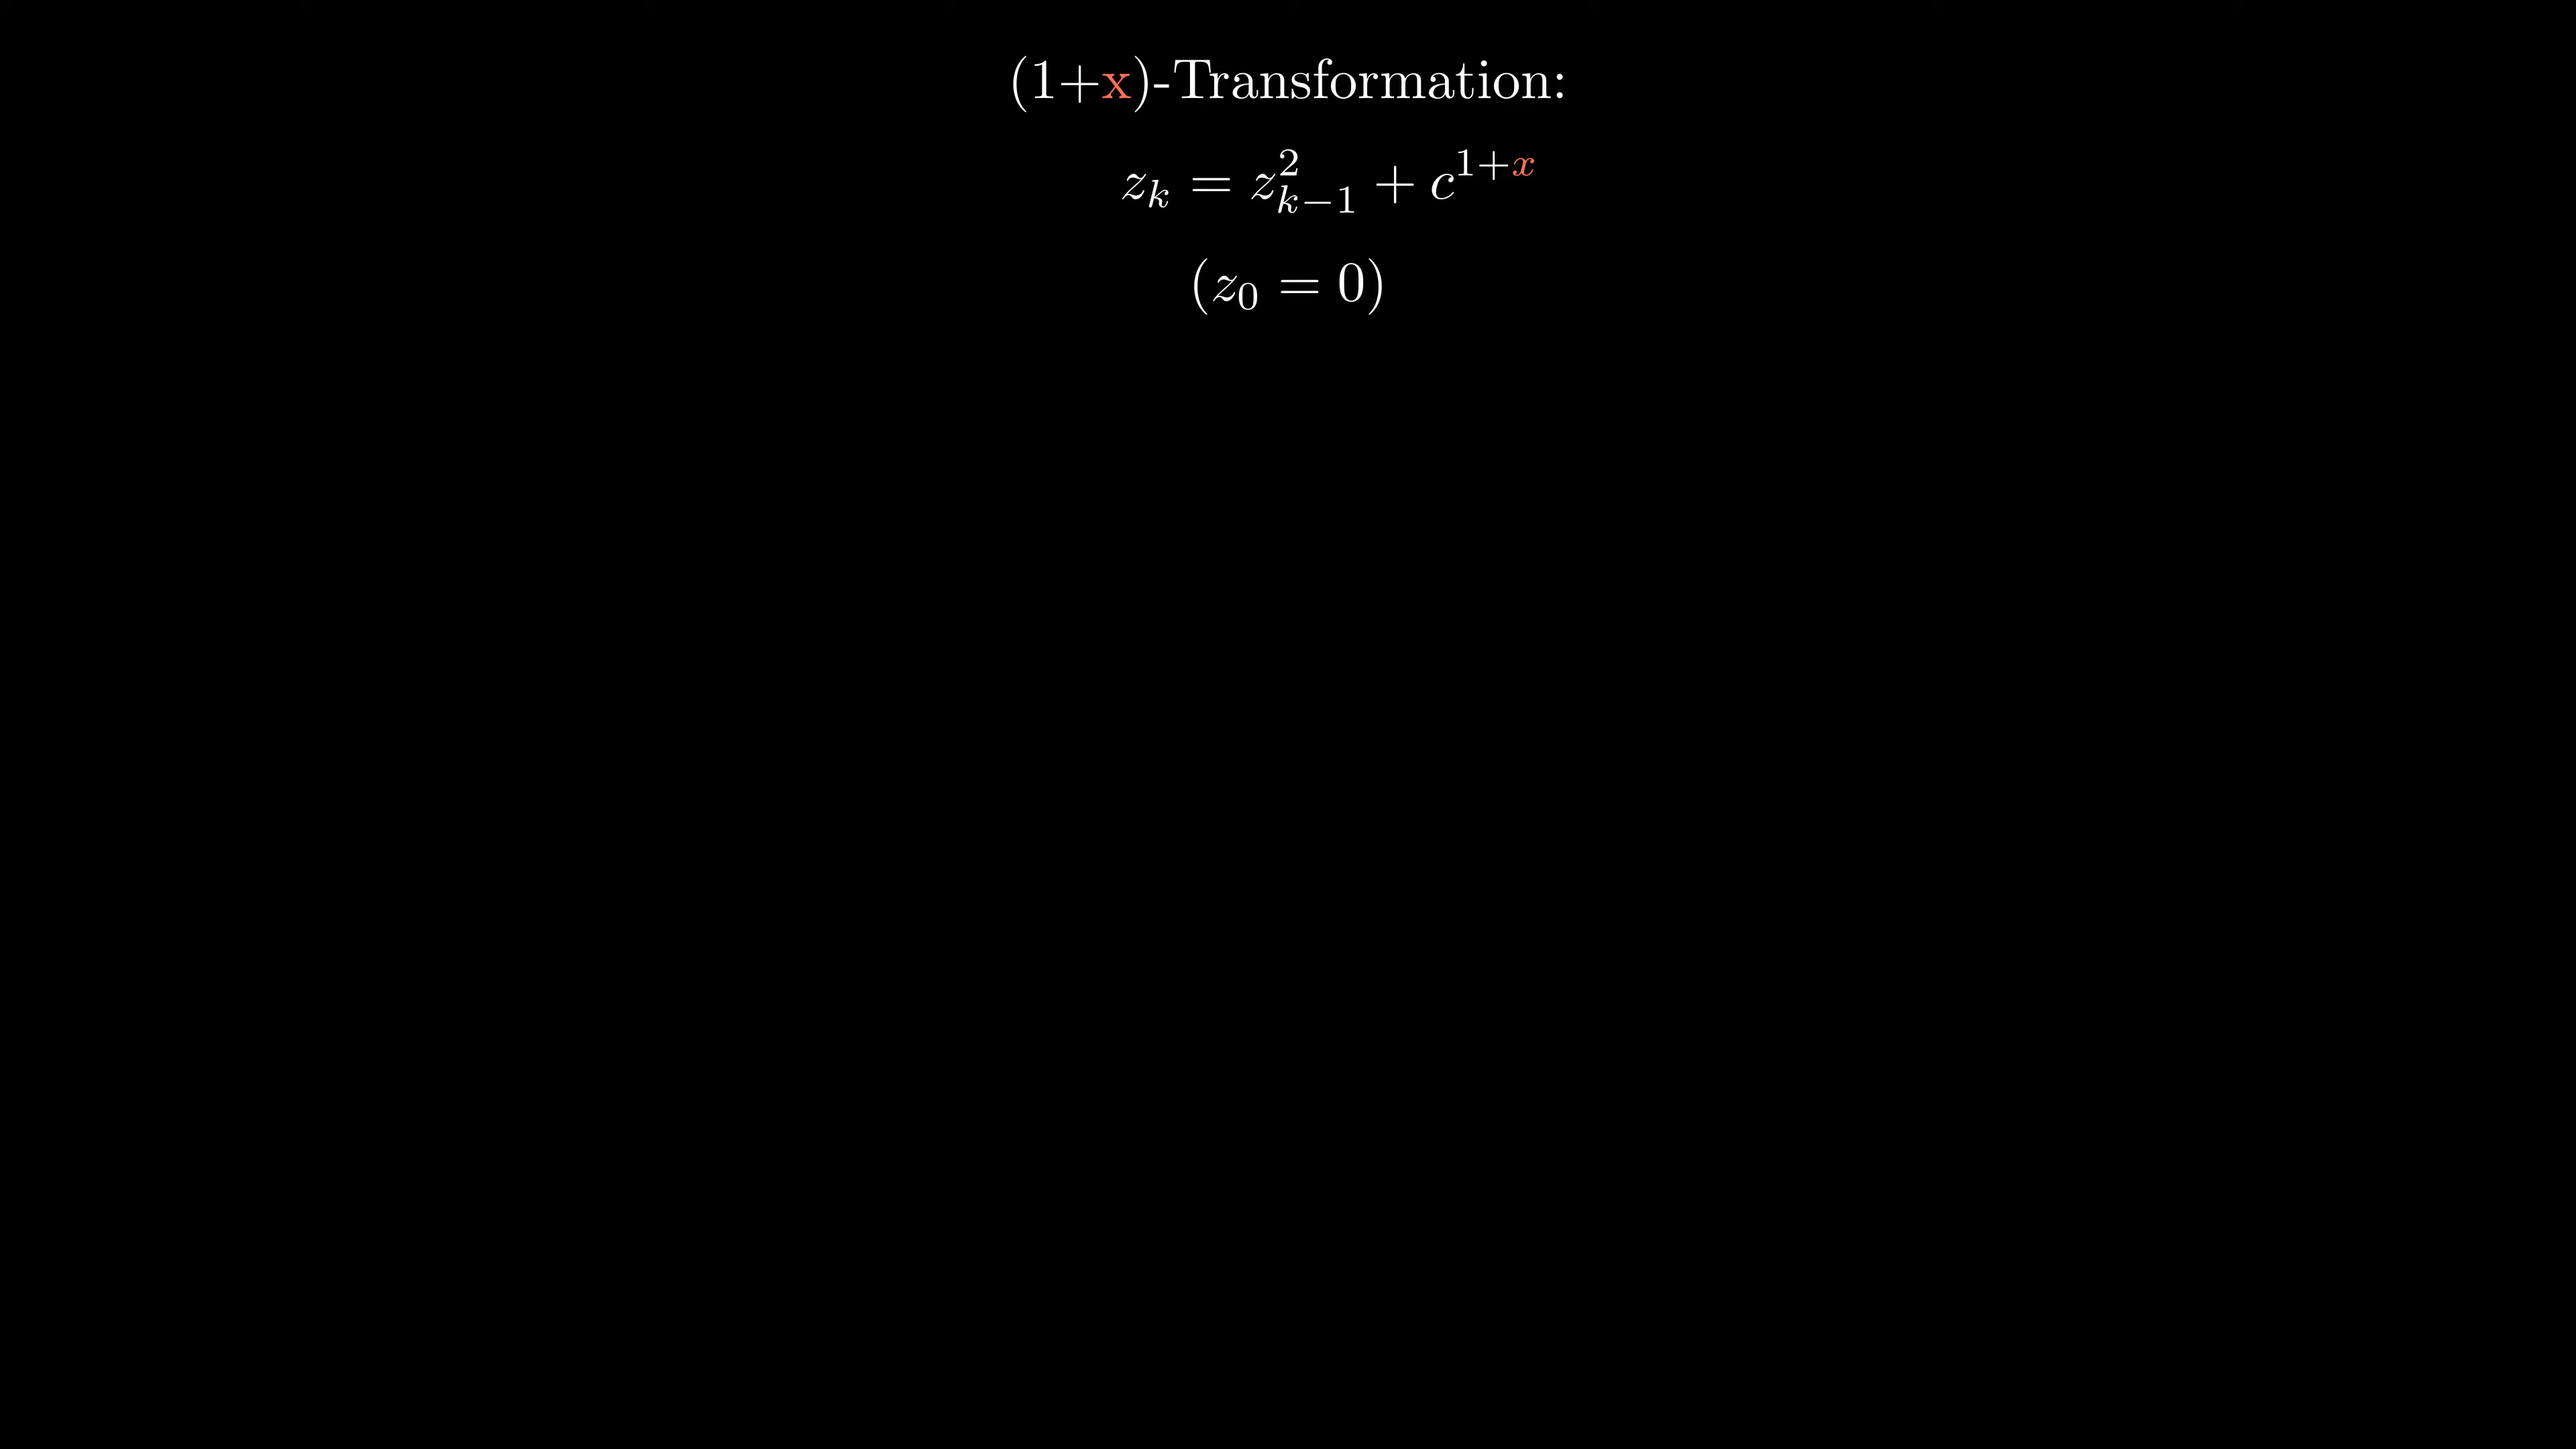 (1+x)-Transformation:
$z_k = z_{k-1}^2 + c^{1+x}$
$(z_0 = 0)$